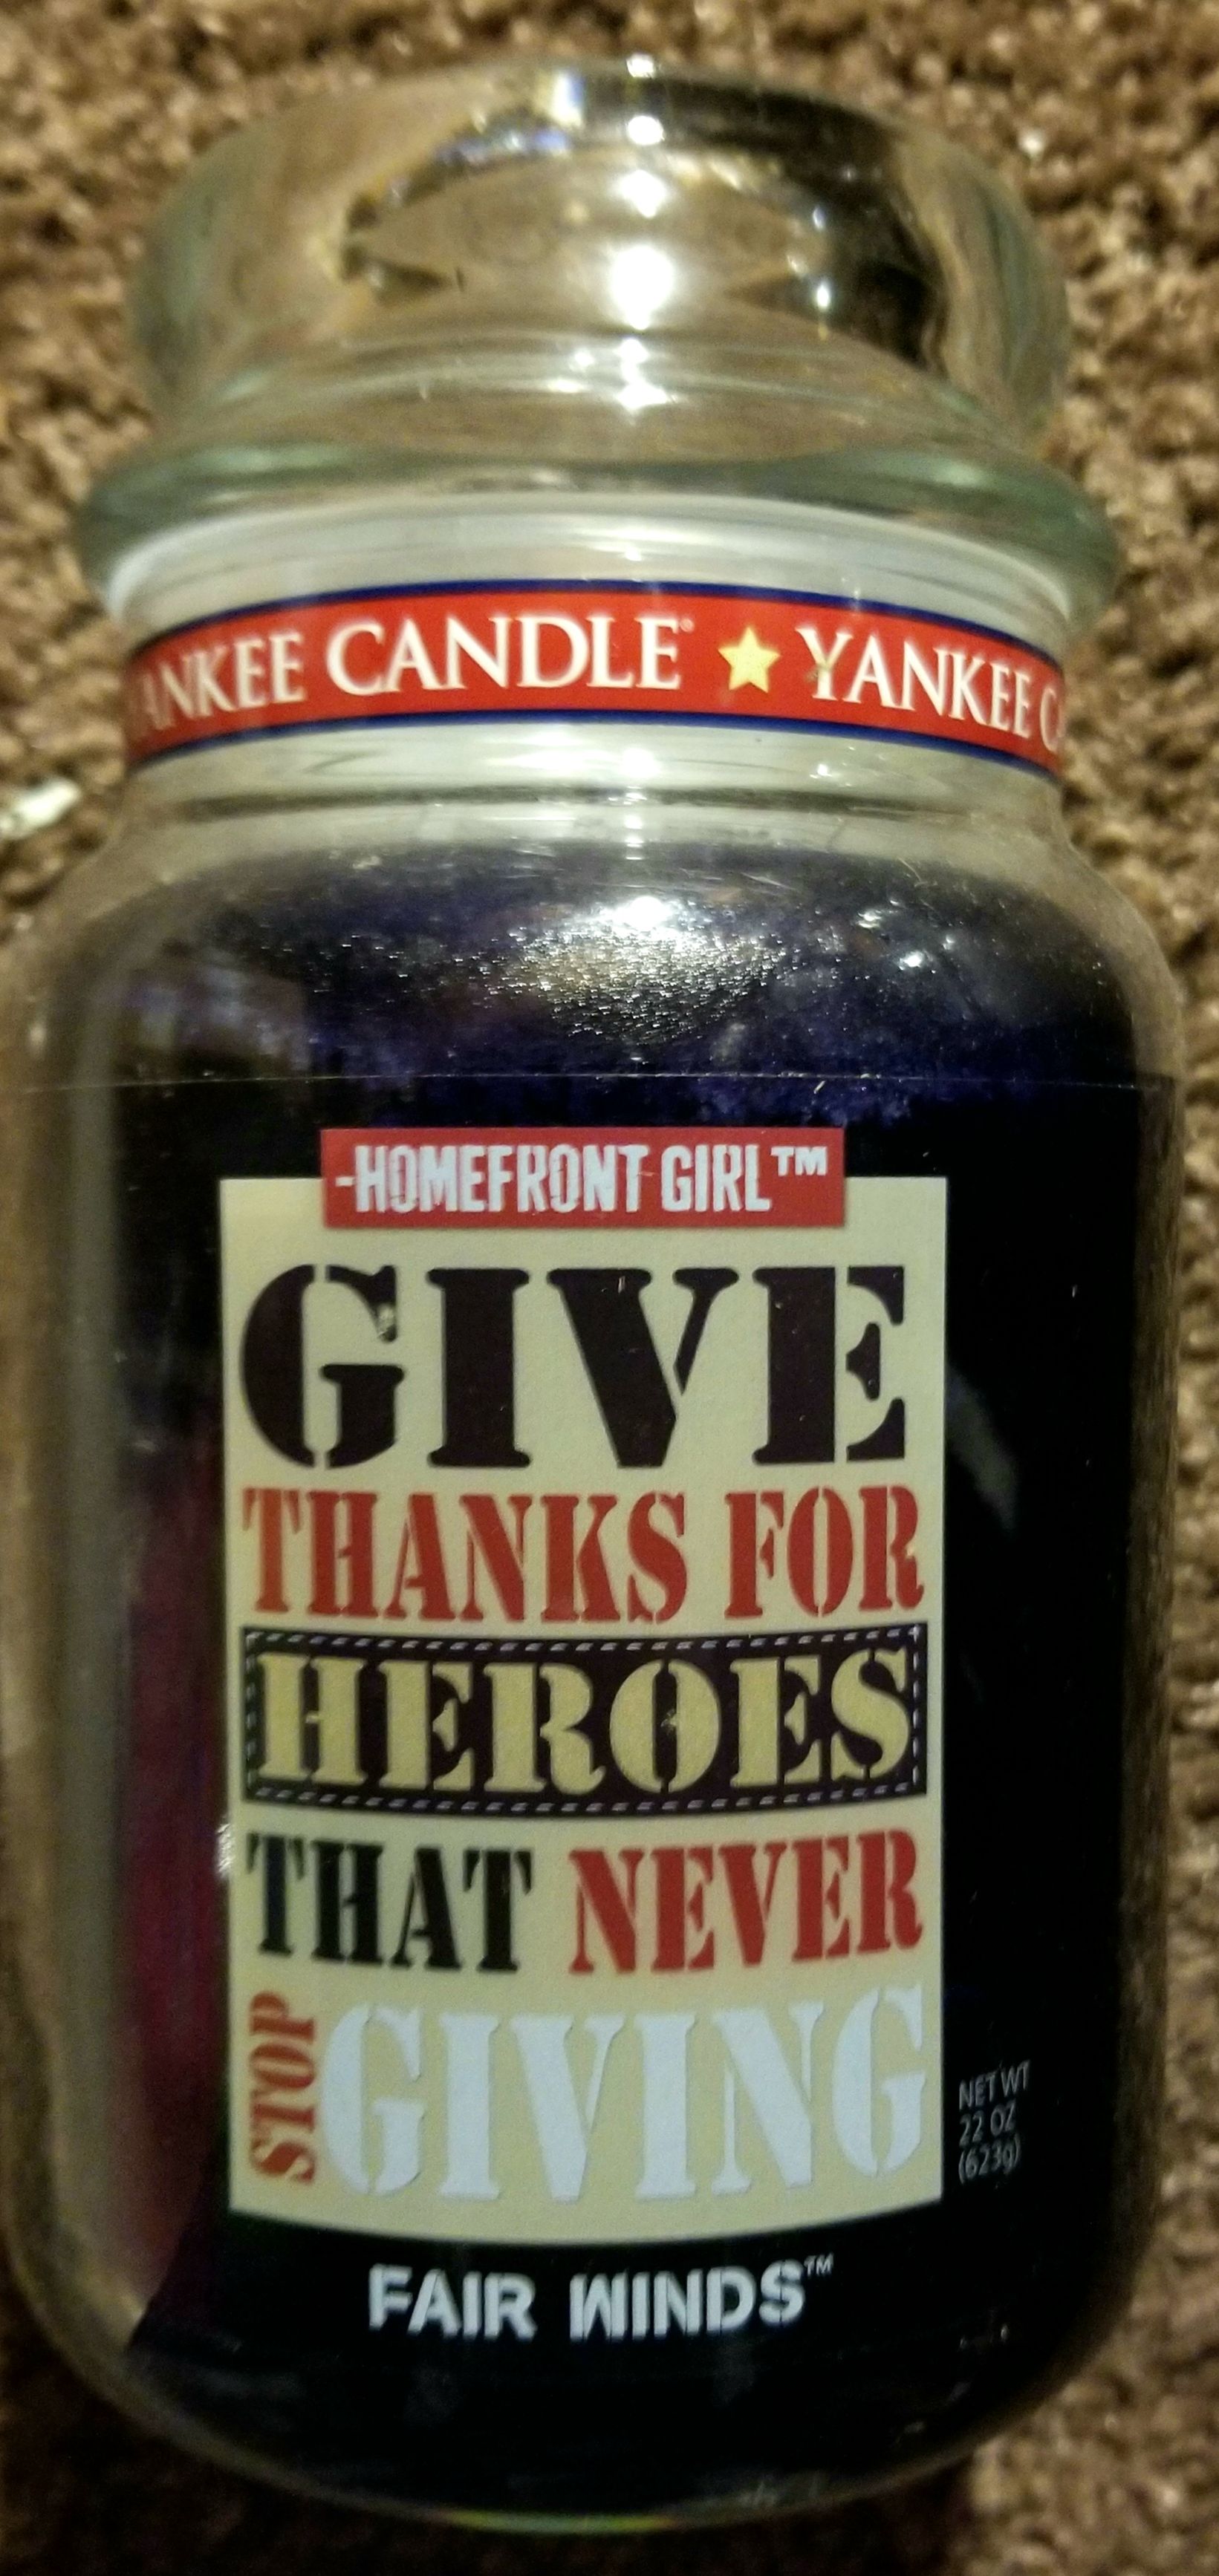 YANKEE CANDLE® ★ YANKEE
-HOMEFRONT GIRL™
GIVE
THANKS FOR
HEROES
THAT NEVER
STOP GIVING
NET WT
22 OZ
(623g)
FAIR WINDS™